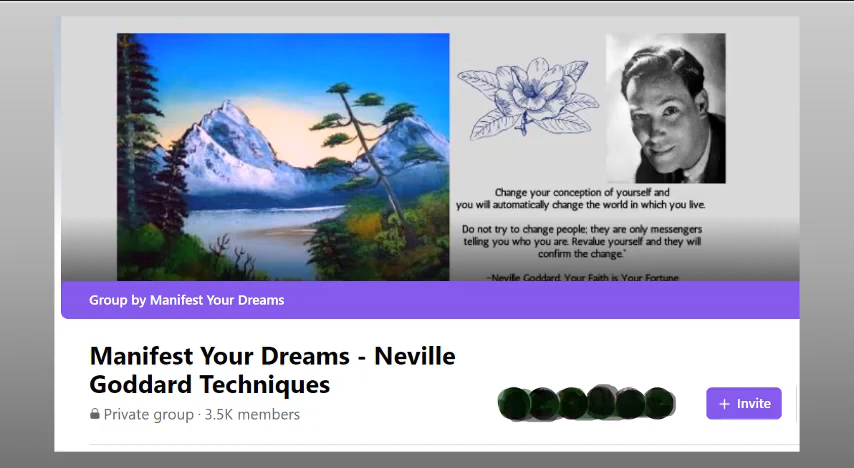 Change your conception of yourself and
you will automatically change the world in which you live.
Do not try to change people; they are only messengers
telling you who you are. Revalue yourself and they will
confirm the change."
~Neville Goddard, Your Faith is Your Fortune
Group by Manifest Your Dreams
Manifest Your Dreams - Neville
Goddard Techniques
Private group · 3.5K members
+ Invite